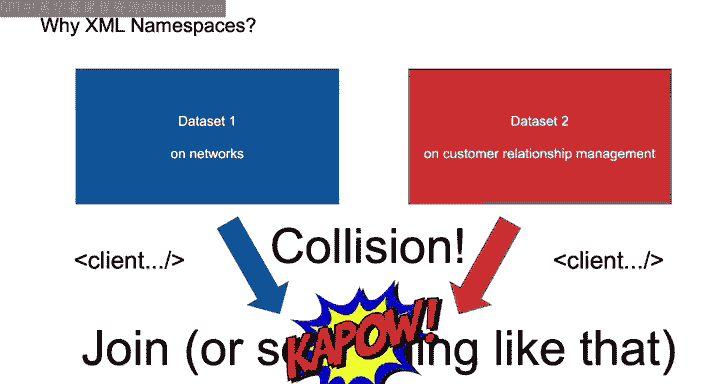 Why XML Namespaces?
Dataset 1
on networks
Dataset 2
on customer relationship management
Collision!
<client.../>
<client.../>
KAPOW!
Join (or s ing like that)